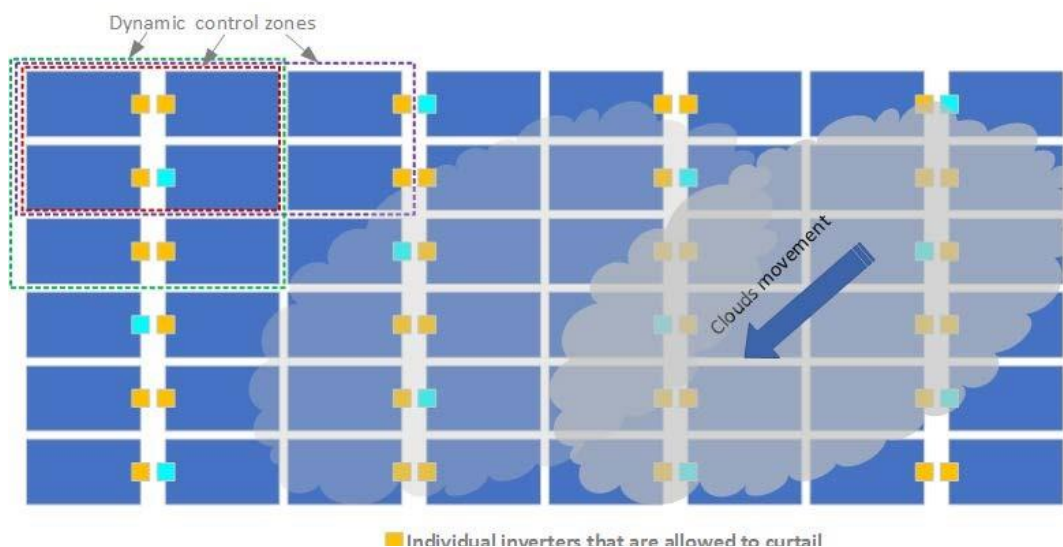 Dynamic control zones
Clouds movement
Individual inverters that are allowed to curtail